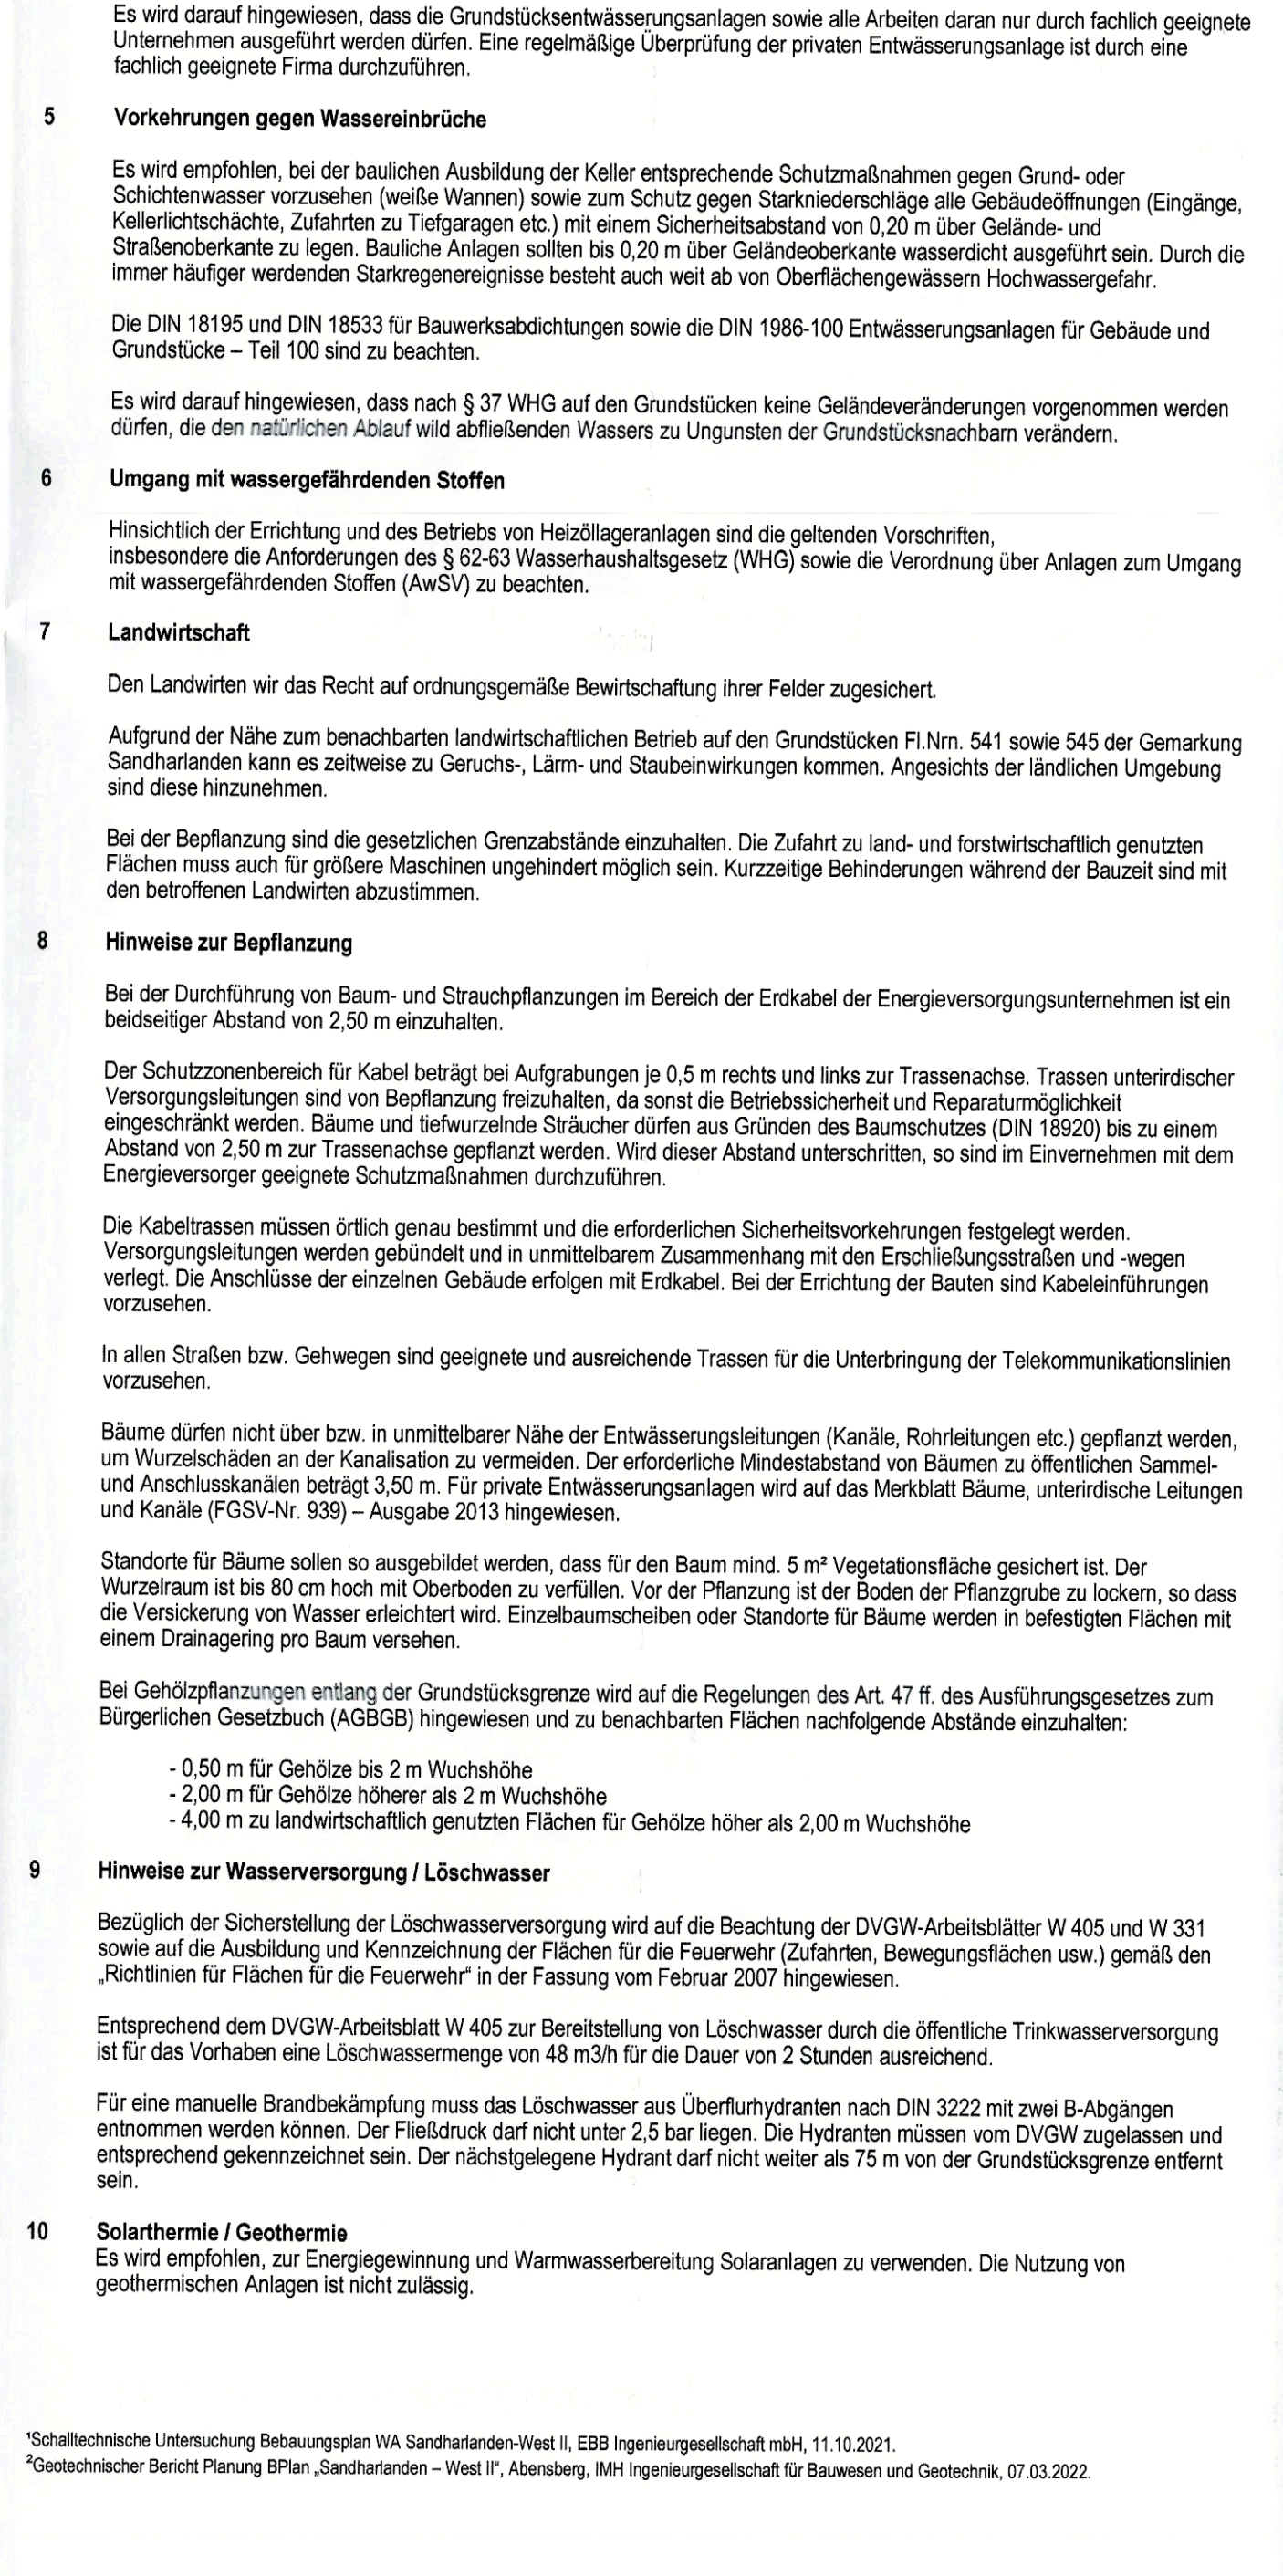 Es wird darauf hingewiesen, dass die Grundstücksentwässerungsanlagen sowie alle Arbeiten daran nur durch fachlich geeignete
Unternehmen ausgeführt werden dürfen. Eine regelmäßige Überprüfung der privaten Entwässerungsanlage ist durch eine
fachlich geeignete Firma durchzuführen.
5 Vorkehrungen gegen Wassereinbrüche
Es wird empfohlen, bei der baulichen Ausbildung der Keller entsprechende Schutzmaßnahmen gegen Grund- oder
Schichtenwasser vorzusehen (weiße Wannen) sowie zum Schutz gegen Starkniederschläge alle Gebäudeöffnungen (Eingänge,
Kellerlichtschächte, Zufahrten zu Tiefgaragen etc.) mit einem Sicherheitsabstand von 0,20 m über Gelände- und
Straßenoberkante zu legen. Bauliche Anlagen sollten bis 0,20 m über Geländeoberkante wasserdicht ausgeführt sein. Durch die
immer häufiger werdenden Starkregenereignisse besteht auch weit ab von Oberflächengewässern Hochwassergefahr.
Die DIN 18195 und DIN 18533 für Bauwerksabdichtungen sowie die DIN 1986-100 Entwässerungsanlagen für Gebäude und
Grundstücke – Teil 100 sind zu beachten.
Es wird darauf hingewiesen, dass nach § 37 WHG auf den Grundstücken keine Geländeveränderungen vorgenommen werden
dürfen, die den natürlichen Ablauf wild abfließenden Wassers zu Ungunsten der Grundstücksnachbarn verändern.
6 Umgang mit wassergefährdenden Stoffen
Hinsichtlich der Errichtung und des Betriebs von Heizöllageranlagen sind die geltenden Vorschriften,
insbesondere die Anforderungen des § 62-63 Wasserhaushaltsgesetz (WHG) sowie die Verordnung über Anlagen zum Umgang
mit wassergefährdenden Stoffen (AwSV) zu beachten.
7 Landwirtschaft
Den Landwirten wir das Recht auf ordnungsgemäße Bewirtschaftung ihrer Felder zugesichert.
Aufgrund der Nähe zum benachbarten landwirtschaftlichen Betrieb auf den Grundstücken Fl.Nrn. 541 sowie 545 der Gemarkung
Sandharlanden kann es zeitweise zu Geruchs-, Lärm- und Staubeinwirkungen kommen. Angesichts der ländlichen Umgebung
sind diese hinzunehmen.
Bei der Bepflanzung sind die gesetzlichen Grenzabstände einzuhalten. Die Zufahrt zu land- und forstwirtschaftlich genutzten
Flächen muss auch für größere Maschinen ungehindert möglich sein. Kurzzeitige Behinderungen während der Bauzeit sind mit
den betroffenen Landwirten abzustimmen.
8 Hinweise zur Bepflanzung
Bei der Durchführung von Baum- und Strauchpflanzungen im Bereich der Erdkabel der Energieversorgungsunternehmen ist ein
beidseitiger Abstand von 2,50 m einzuhalten.
Der Schutzzonenbereich für Kabel beträgt bei Aufgrabungen je 0,5 m rechts und links zur Trassenachse. Trassen unterirdischer
Versorgungsleitungen sind von Bepflanzung freizuhalten, da sonst die Betriebssicherheit und Reparaturmöglichkeit
eingeschränkt werden. Bäume und tiefwurzelnde Sträucher dürfen aus Gründen des Baumschutzes (DIN 18920) bis zu einem
Abstand von 2,50 m zur Trassenachse gepflanzt werden. Wird dieser Abstand unterschritten, so sind im Einvernehmen mit dem
Energieversorger geeignete Schutzmaßnahmen durchzuführen.
Die Kabeltrassen müssen örtlich genau bestimmt und die erforderlichen Sicherheitsvorkehrungen festgelegt werden.
Versorgungsleitungen werden gebündelt und in unmittelbarem Zusammenhang mit den Erschließungsstraßen und -wegen
verlegt. Die Anschlüsse der einzelnen Gebäude erfolgen mit Erdkabel. Bei der Errichtung der Bauten sind Kabeleinführungen
vorzusehen.
In allen Straßen bzw. Gehwegen sind geeignete und ausreichende Trassen für die Unterbringung der Telekommunikationslinien
vorzusehen.
Bäume dürfen nicht über bzw. in unmittelbarer Nähe der Entwässerungsleitungen (Kanäle, Rohrleitungen etc.) gepflanzt werden,
um Wurzelschäden an der Kanalisation zu vermeiden. Der erforderliche Mindestabstand von Bäumen zu öffentlichen Sammel-
und Anschlusskanälen beträgt 3,50 m. Für private Entwässerungsanlagen wird auf das Merkblatt Bäume, unterirdische Leitungen
und Kanäle (FGSV-Nr. 939) – Ausgabe 2013 hingewiesen.
Standorte für Bäume sollen so ausgebildet werden, dass für den Baum mind. 5 m² Vegetationsfläche gesichert ist. Der
Wurzelraum ist bis 80 cm hoch mit Oberboden zu verfüllen. Vor der Pflanzung ist der Boden der Pflanzgrube zu lockern, so dass
die Versickerung von Wasser erleichtert wird. Einzelbaumscheiben oder Standorte für Bäume werden in befestigten Flächen mit
einem Drainagering pro Baum versehen.
Bei Gehölzpflanzungen entlang der Grundstücksgrenze wird auf die Regelungen des Art. 47 ff. des Ausführungsgesetzes zum
Bürgerlichen Gesetzbuch (AGBGB) hingewiesen und zu benachbarten Flächen nachfolgende Abstände einzuhalten:
- 0,50 m für Gehölze bis 2 m Wuchshöhe
- 2,00 m für Gehölze höherer als 2 m Wuchshöhe
- 4,00 m zu landwirtschaftlich genutzten Flächen für Gehölze höher als 2,00 m Wuchshöhe
9 Hinweise zur Wasserversorgung / Löschwasser
Bezüglich der Sicherstellung der Löschwasserversorgung wird auf die Beachtung der DVGW-Arbeitsblätter W 405 und W 331
sowie auf die Ausbildung und Kennzeichnung der Flächen für die Feuerwehr (Zufahrten, Bewegungsflächen usw.) gemäß den
„Richtlinien für Flächen für die Feuerwehr“ in der Fassung vom Februar 2007 hingewiesen.
Entsprechend dem DVGW-Arbeitsblatt W 405 zur Bereitstellung von Löschwasser durch die öffentliche Trinkwasserversorgung
ist für das Vorhaben eine Löschwassermenge von 48 m3/h für die Dauer von 2 Stunden ausreichend.
Für eine manuelle Brandbekämpfung muss das Löschwasser aus Überflurhydranten nach DIN 3222 mit zwei B-Abgängen
entnommen werden können. Der Fließdruck darf nicht unter 2,5 bar liegen. Die Hydranten müssen vom DVGW zugelassen und
entsprechend gekennzeichnet sein. Der nächstgelegene Hydrant darf nicht weiter als 75 m von der Grundstücksgrenze entfernt
sein.
10 Solarthermie / Geothermie
Es wird empfohlen, zur Energiegewinnung und Warmwasserbereitung Solaranlagen zu verwenden. Die Nutzung von
geothermischen Anlagen ist nicht zulässig.
¹Schalltechnische Untersuchung Bebauungsplan WA Sandharlanden-West II, EBB Ingenieurgesellschaft mbH, 11.10.2021.
²Geotechnischer Bericht Planung BPlan „Sandharlanden – West II“, Abensberg, IMH Ingenieurgesellschaft für Bauwesen und Geotechnik, 07.03.2022.